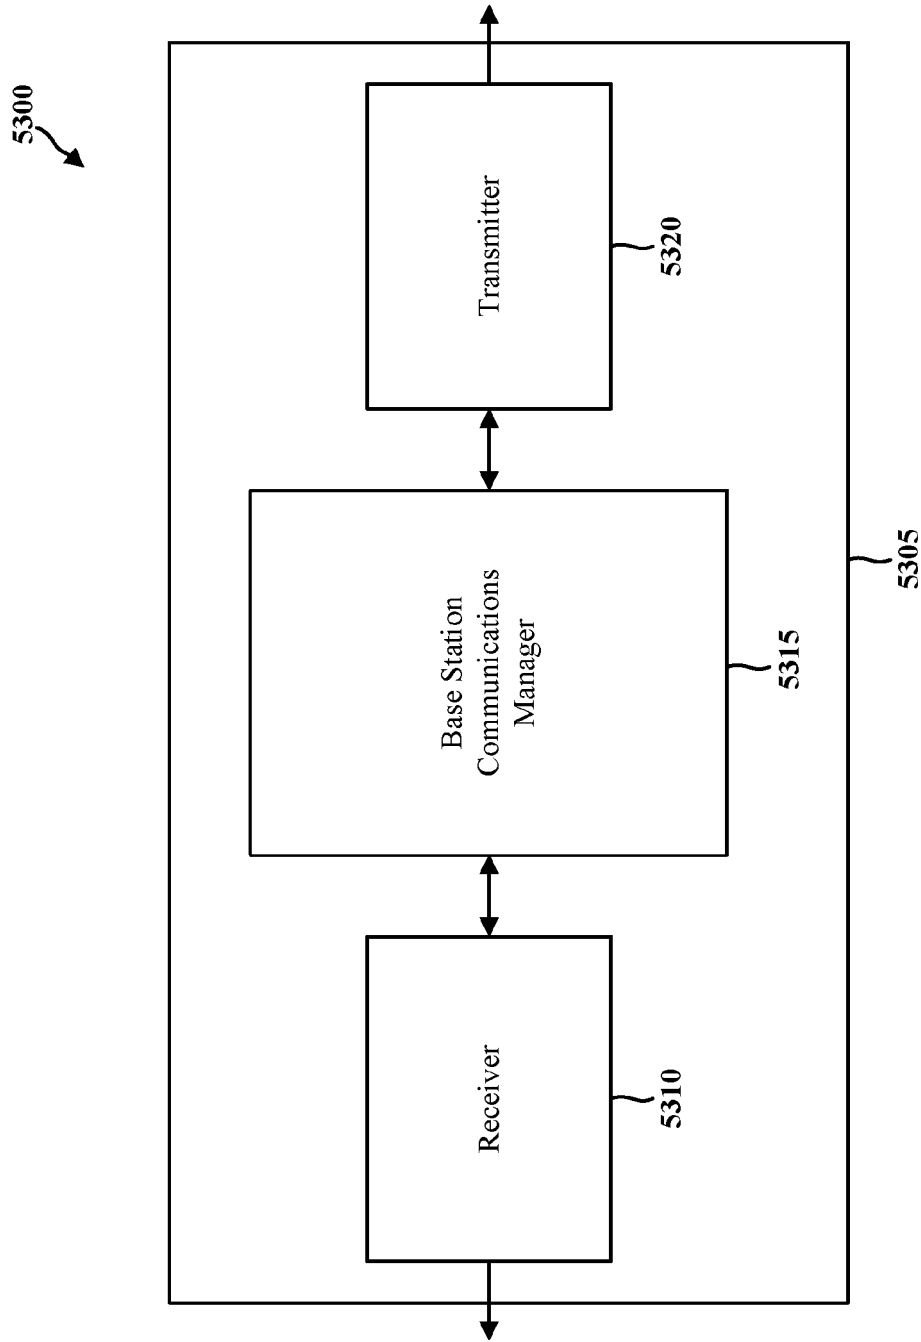 5300
Receiver
5310
Base Station
Communications
Manager
5315
Transmitter
5320
5305